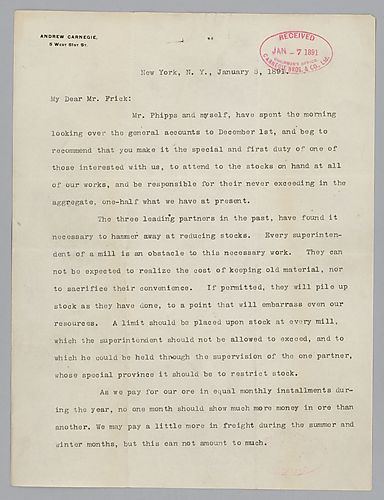 ANDREW CARNEGIE,
5 WEST 51ST ST.
RECEIVED
JAN -7 1891
CHAIRMAN'S OFFICE,
CARNEGIE BROS. & CO., Ltd.
New York, N. Y., January 5, 1891.
My Dear Mr. Frick:
Mr. Phipps and myself, have spent the morning
looking over the general accounts to December 1st, and beg to
recommend that you make it the special and first duty of one of
those interested with us, to attend to the stocks on hand at all
of our works, and be responsible for their never exceeding in the
aggregate, one-half what we have at present.
The three leading partners in the past, have found it
necessary to hammer away at reducing stocks. Every superinten-
dent of a mill is an obstacle to this necessary work. They can
not be expected to realize the cost of keeping old material, nor
to sacrifice their convenience. If permitted, they will pile up
stock as they have done, to a point that will embarrass even our
resources. A limit should be placed upon stock at every mill,
which the superintendent should not be allowed to exceed, and to
which he could be held through the supervision of the one partner,
whose special province it should be to restrict stock.
As we pay for our ore in equal monthly installments dur-
ing the year, no one month should show much more money in ore than
another. We may pay a little more in freight during the summer and
winter months, but this can not amount to much.